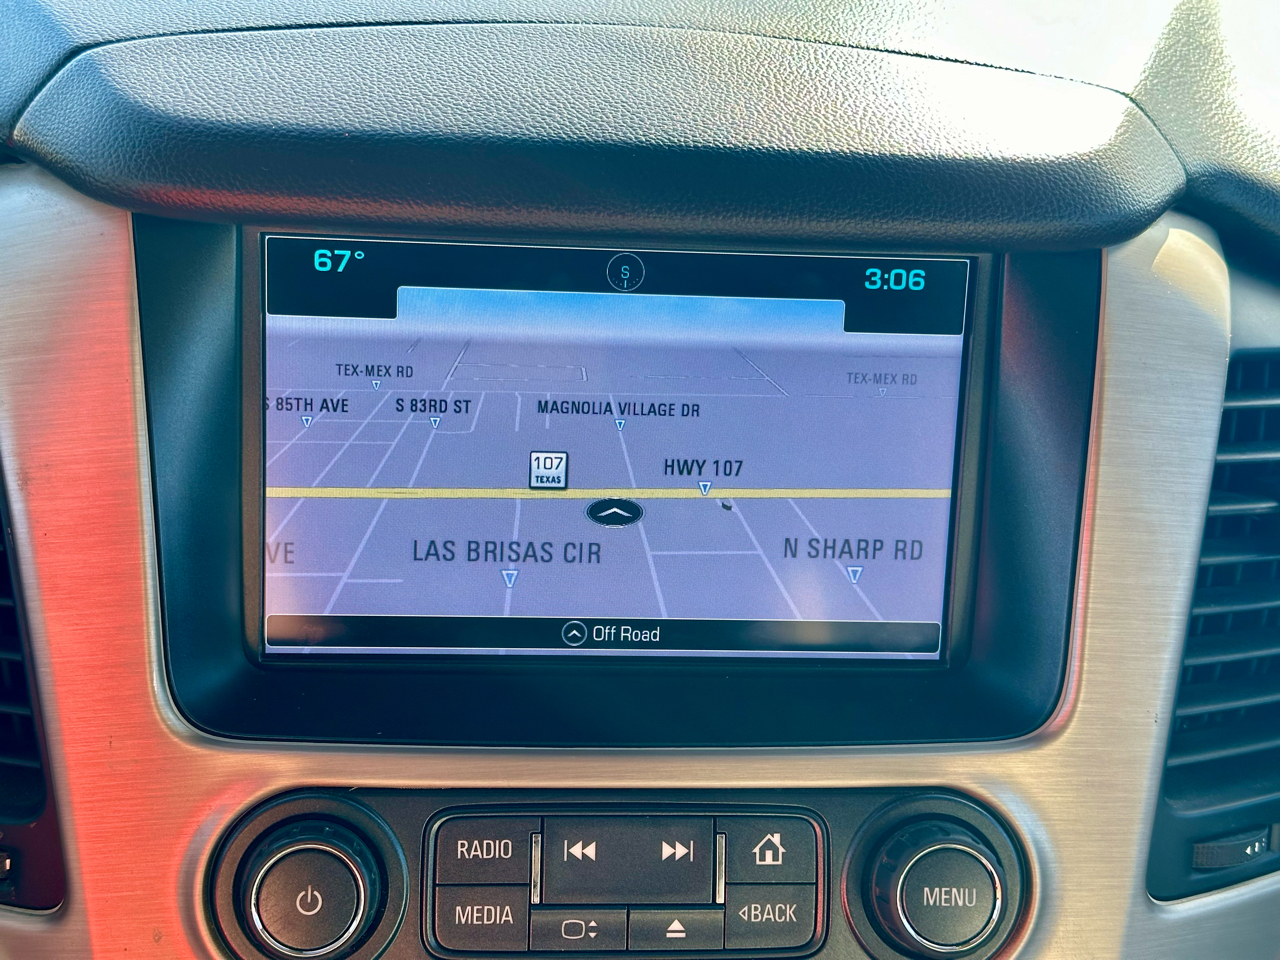 67°
S
3:06
TEX-MEX RD
TEX-MEX RD
S 85TH AVE
S 83RD ST
MAGNOLIA VILLAGE DR
107
TEXAS
HWY 107
VE
LAS BRISAS CIR
N SHARP RD
Off Road
RADIO
MEDIA
BACK
MENU